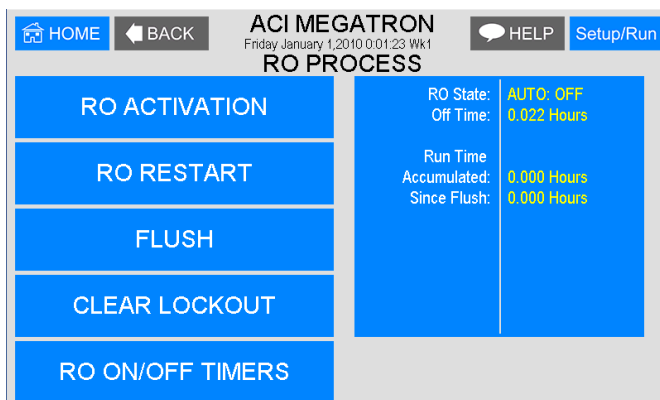 HOME
BACK
ACI MEGATRON
Friday January 1,2010 0:01:23 Wk1
RO PROCESS
HELP
Setup/Run
RO ACTIVATION
RO RESTART
FLUSH
CLEAR LOCKOUT
RO ON/OFF TIMERS
RO State: AUTO: OFF
Off Time: 0.022 Hours
Run Time
Accumulated: 0.000 Hours
Since Flush: 0.000 Hours